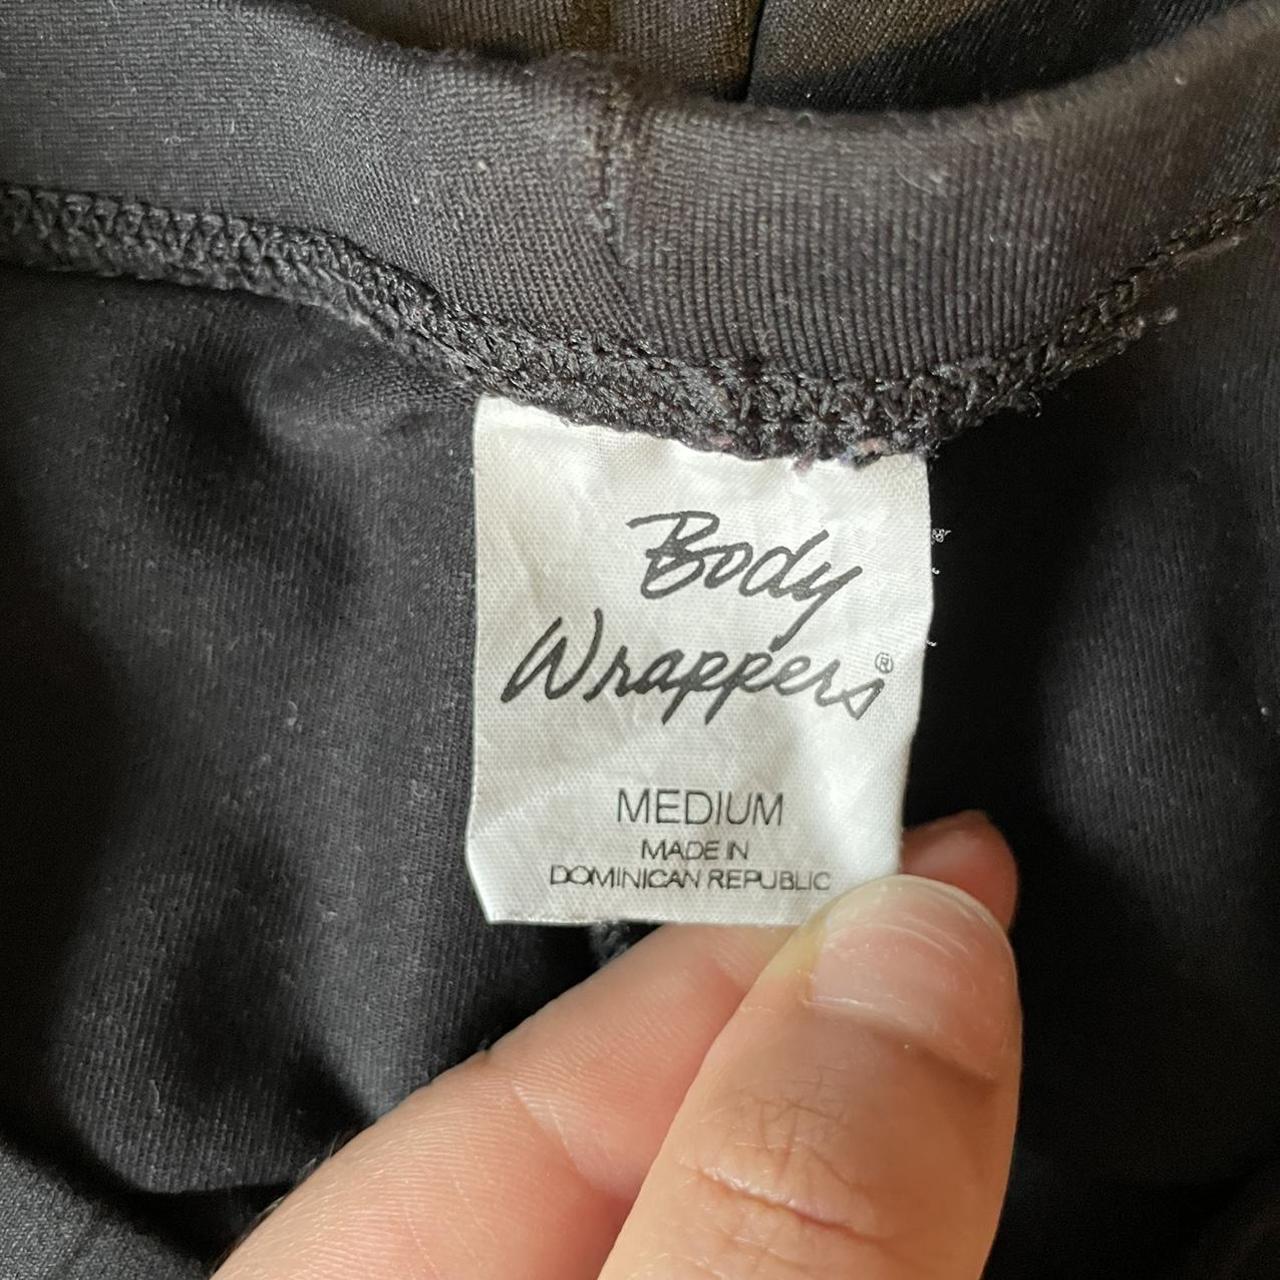 Body
Wrappers®
MEDIUM
MADE IN
DOMINICAN REPUBLIC